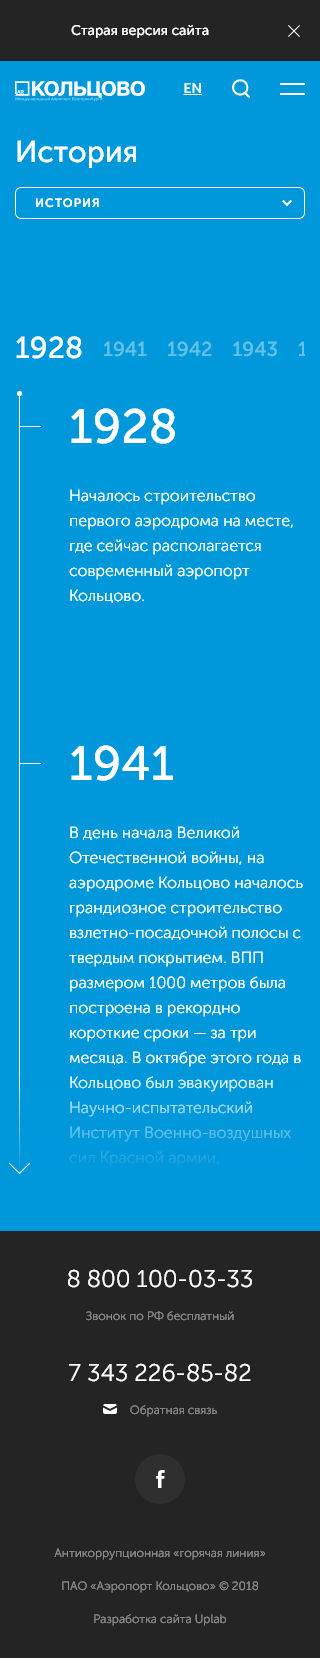 Старая версия сайта
КОЛЬЦОВО
EN
История
ИСТОРИЯ
1928 1941 1942 1943
1928
Началось строительство
первого аэродрома на месте,
где сейчас располагается
современный аэропорт
Кольцово.
1941
В день начала Великой
Отечественной войны, на
аэродроме Кольцово началось
грандиозное строительство
взлетно-посадочной полосы с
твердым покрытием. ВПП
размером 1000 метров была
построена в рекордно
короткие сроки — за три
месяца. В октябре этого года в
Кольцово был эвакуирован
Научно-испытательский
Институт Военно-воздушных
сил Красной армии,
8 800 100-03-33
Звонок по РФ бесплатный
7 343 226-85-82
Обратная связь
f
Антикоррупционная «горячая линия»
ПАО «Аэропорт Кольцово» © 2018
Разработка сайта Uplab